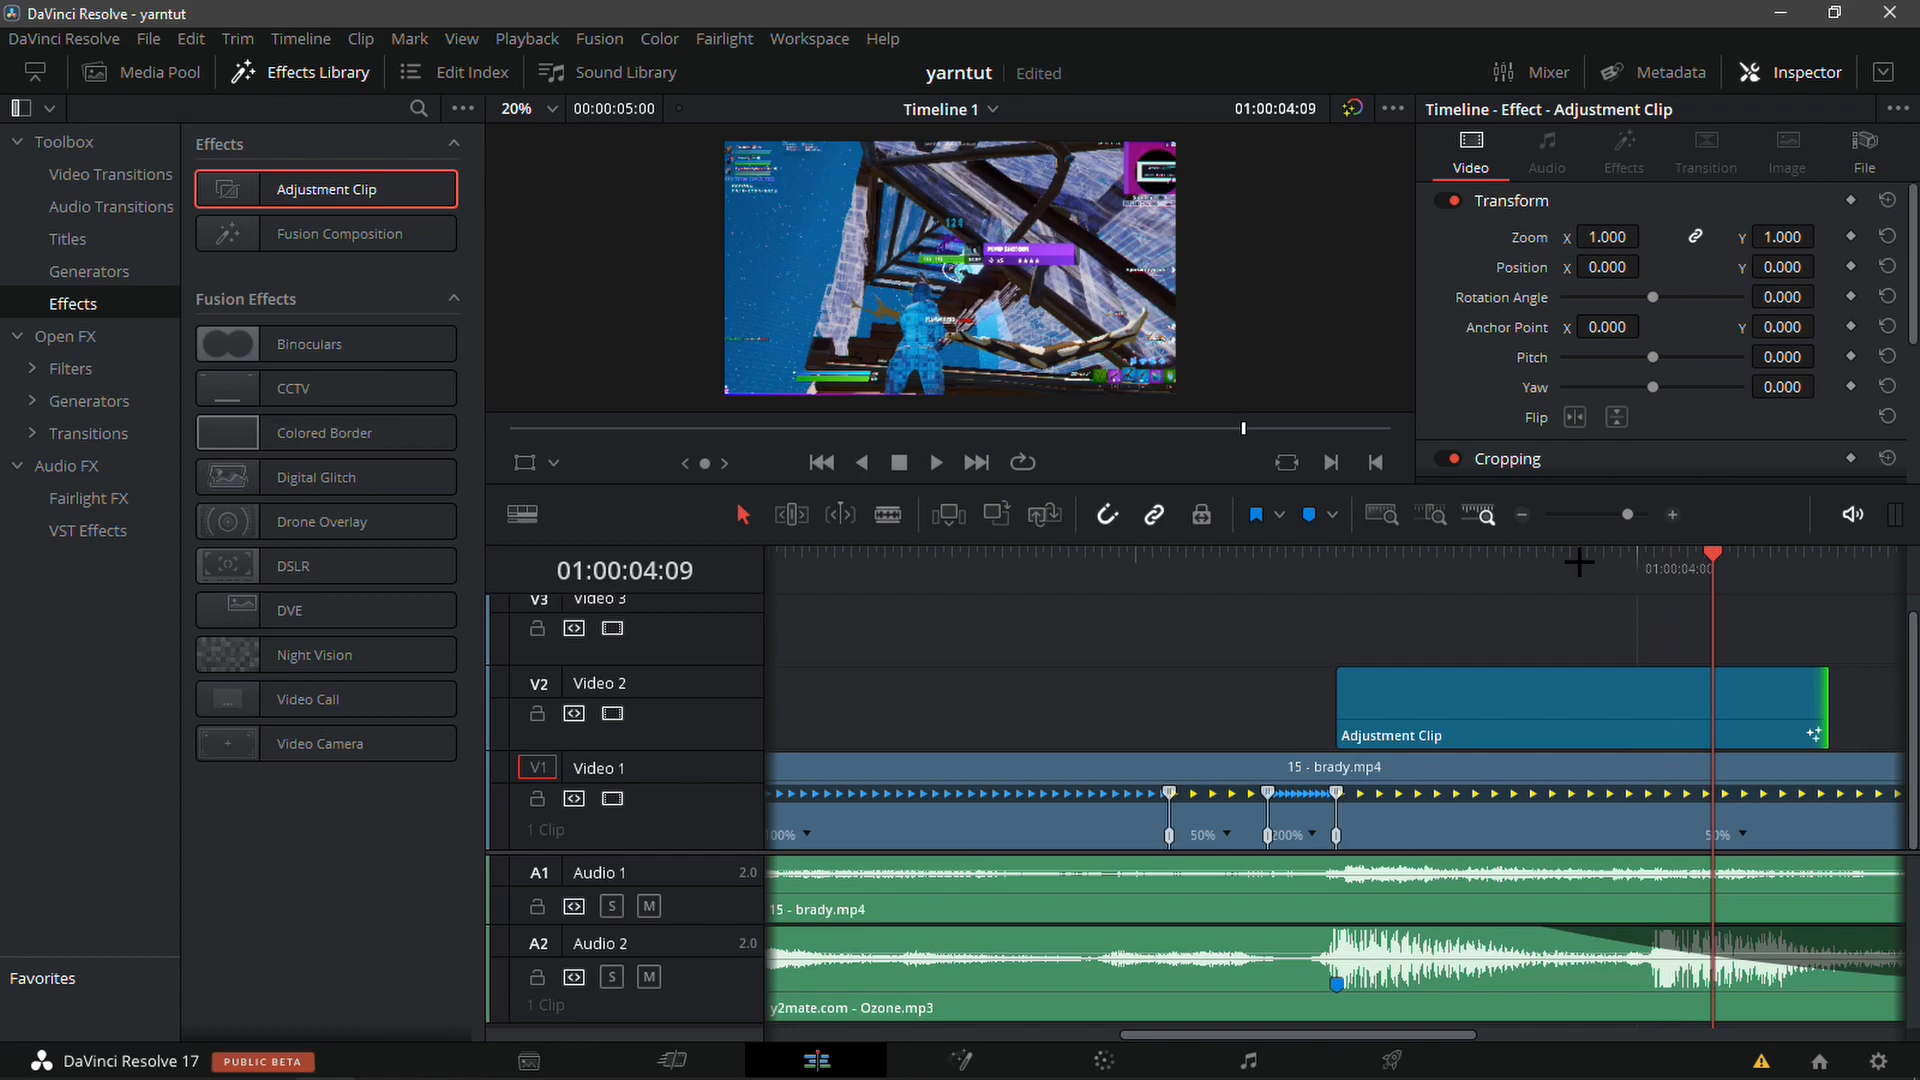 DaVinci Resolve - yarntut
DaVinci Resolve File Edit Trim Timeline Clip Mark View Playback Fusion Color Fairlight Workspace Help
Media Pool Effects Library Edit Index Sound Library yarntut Edited Mixer Metadata Inspector
20% 00:00:05:00 Timeline 1 01:00:04:09 Timeline - Effect - Adjustment Clip
Toolbox
Video Transitions
Audio Transitions
Titles
Generators
Effects
Open FX
Filters
Generators
Transitions
Audio FX
Fairlight FX
VST Effects
Favorites
Effects
Adjustment Clip
Fusion Composition
Fusion Effects
Binoculars
CCTV
Colored Border
Digital Glitch
Drone Overlay
DSLR
DVE
Night Vision
Video Call
Video Camera
Video Audio Effects Transition Image File
Transform
Zoom X 1.000 Y 1.000
Position X 0.000 Y 0.000
Rotation Angle 0.000
Anchor Point X 0.000 Y 0.000
Pitch 0.000
Yaw 0.000
Flip
Cropping
01:00:04:09
01:00:04:00
V3 Video 3
V2 Video 2
Adjustment Clip
V1 Video 1
15 - brady.mp4
1 Clip
00% 50% 200% 50%
A1 Audio 1 2.0
S M
15 - brady.mp4
A2 Audio 2 2.0
S M
1 Clip
y2mate.com - Ozone.mp3
DaVinci Resolve 17 PUBLIC BETA